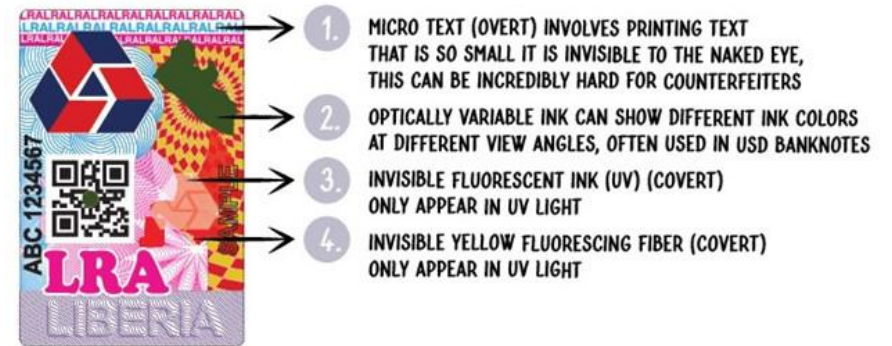 LRALRALRALRALRALRALRALRAL
LRALRALRALRALRALRALRALRAL
LRALRALRALRALRALRALRALRAL
ABC 1234567
SAMPLE
LRA
LIBERIA
1. MICRO TEXT (OVERT) INVOLVES PRINTING TEXT
THAT IS SO SMALL IT IS INVISIBLE TO THE NAKED EYE,
THIS CAN BE INCREDIBLY HARD FOR COUNTERFEITERS
2. OPTICALLY VARIABLE INK CAN SHOW DIFFERENT INK COLORS
AT DIFFERENT VIEW ANGLES, OFTEN USED IN USD BANKNOTES
3. INVISIBLE FLUORESCENT INK (UV) (COVERT)
ONLY APPEAR IN UV LIGHT
4. INVISIBLE YELLOW FLUORESCING FIBER (COVERT)
ONLY APPEAR IN UV LIGHT